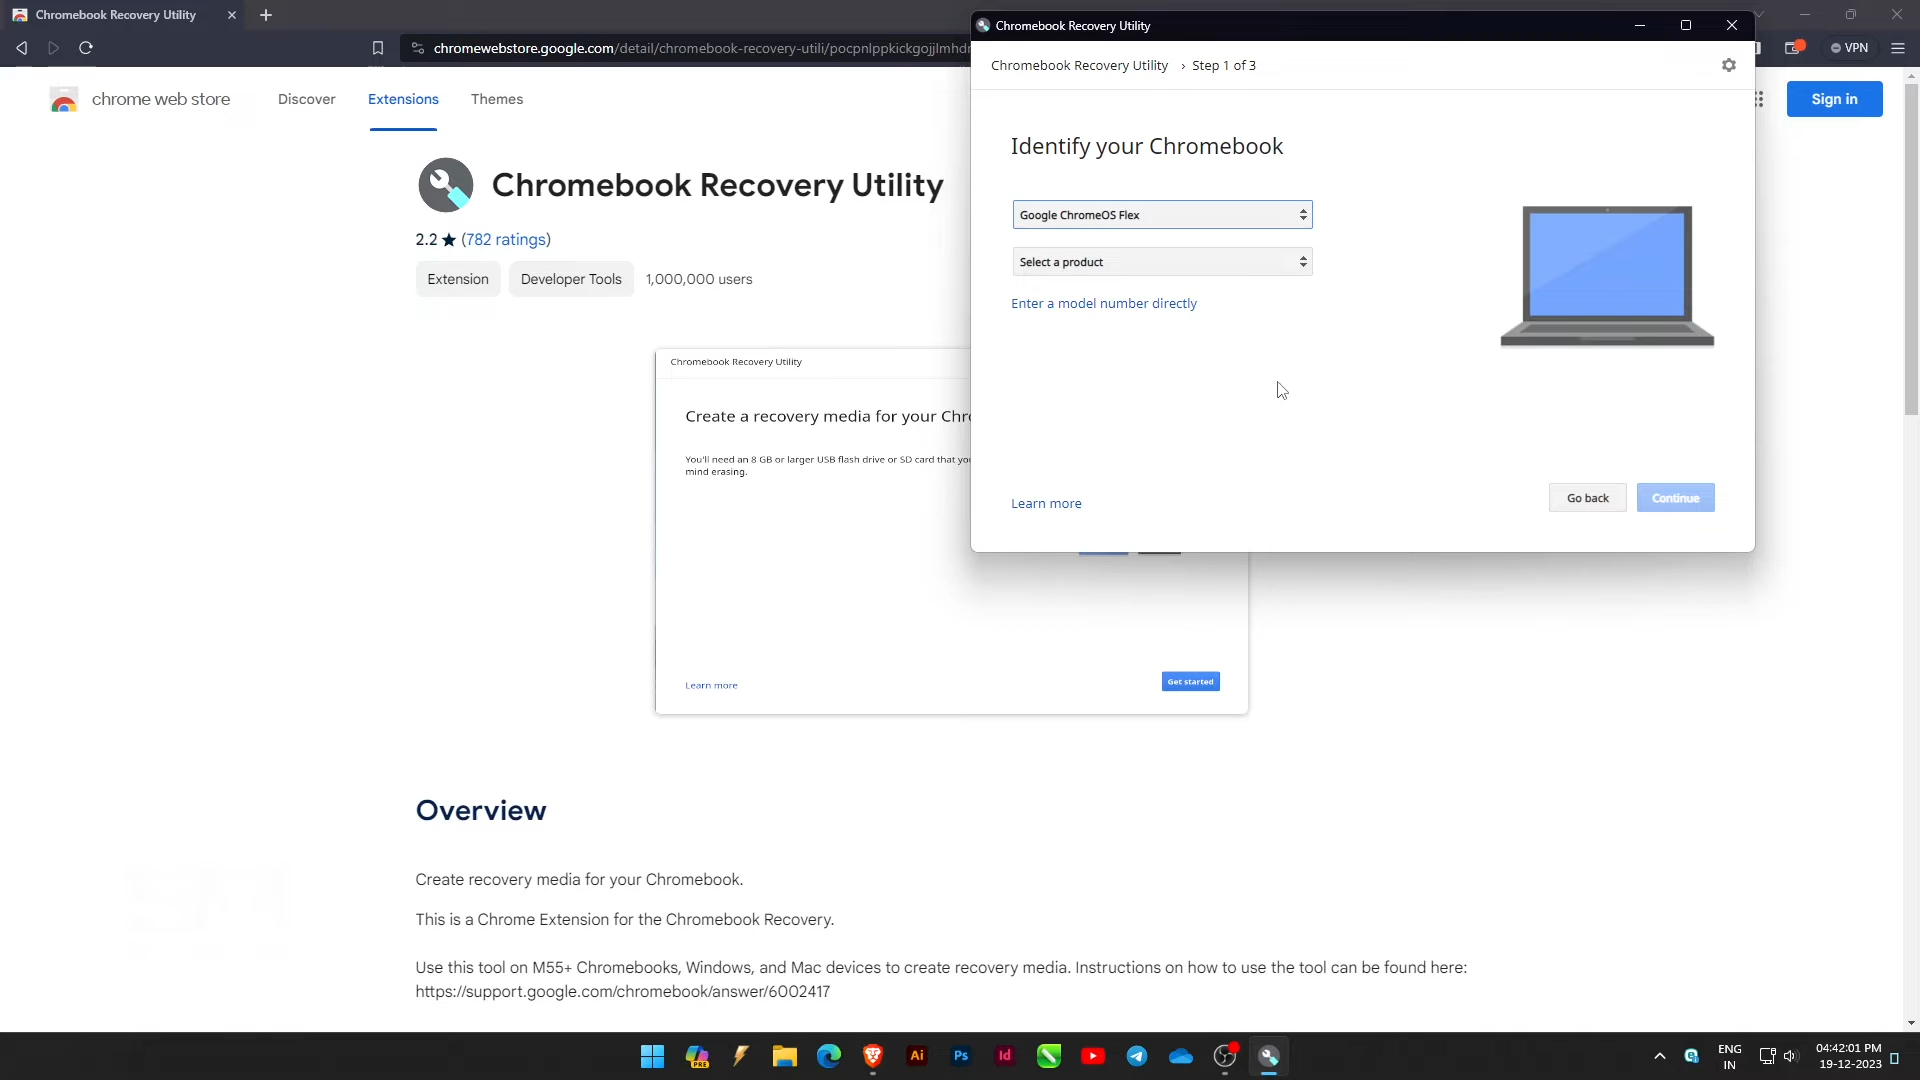 Chromebook Recovery Utility
chromewebstore.google.com/detail/chromebook-recovery-utili/pocpnlppkickgojjlmhdr
VPN
chrome web store
Discover
Extensions
Themes
Sign in
Chromebook Recovery Utility
2.2 ★ (782 ratings)
Extension
Developer Tools
1,000,000 users
Chromebook Recovery Utility
Create a recovery media for your Chro
You'll need an 8 GB or larger USB flash drive or SD card that you
mind erasing.
Learn more
Get started
Chromebook Recovery Utility
Chromebook Recovery Utility › Step 1 of 3
Identify your Chromebook
Google ChromeOS Flex
Select a product
Enter a model number directly
Learn more
Go back
Continue
Overview
Create recovery media for your Chromebook.
This is a Chrome Extension for the Chromebook Recovery.
Use this tool on M55+ Chromebooks, Windows, and Mac devices to create recovery media. Instructions on how to use the tool can be found here:
https://support.google.com/chromebook/answer/6002417
PRE
Ai
Ps
Id
ENG
IN
04:42:01 PM
19-12-2023